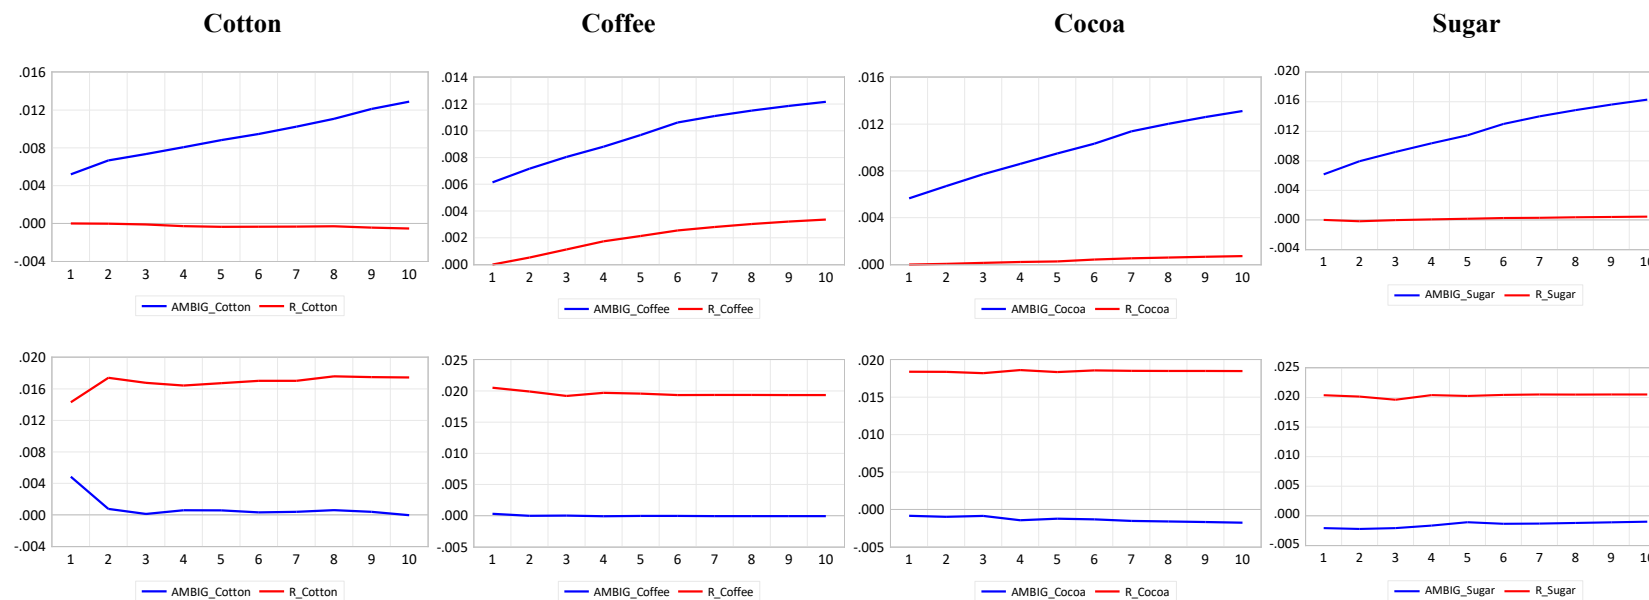 Cotton Coffee Cocoa Sugar
.016 .012 .008 .004 .000 -.004
1 2 3 4 5 6 7 8 9 10
AMBIG_Cotton R_Cotton
.014 .012 .010 .008 .006 .004 .002 .000
1 2 3 4 5 6 7 8 9 10
AMBIG_Coffee R_Coffee
.016 .012 .008 .004 .000
1 2 3 4 5 6 7 8 9 10
AMBIG_Cocoa R_Cocoa
.020 .016 .012 .008 .004 .000 -.004
1 2 3 4 5 6 7 8 9 10
AMBIG_Sugar R_Sugar
.020 .016 .012 .008 .004 .000 -.004
1 2 3 4 5 6 7 8 9 10
AMBIG_Cotton R_Cotton
.025 .020 .015 .010 .005 .000 -.005
1 2 3 4 5 6 7 8 9 10
AMBIG_Coffee R_Coffee
.020 .015 .010 .005 .000 -.005
1 2 3 4 5 6 7 8 9 10
AMBIG_Cocoa R_Cocoa
.025 .020 .015 .010 .005 .000 -.005
1 2 3 4 5 6 7 8 9 10
AMBIG_Sugar R_Sugar